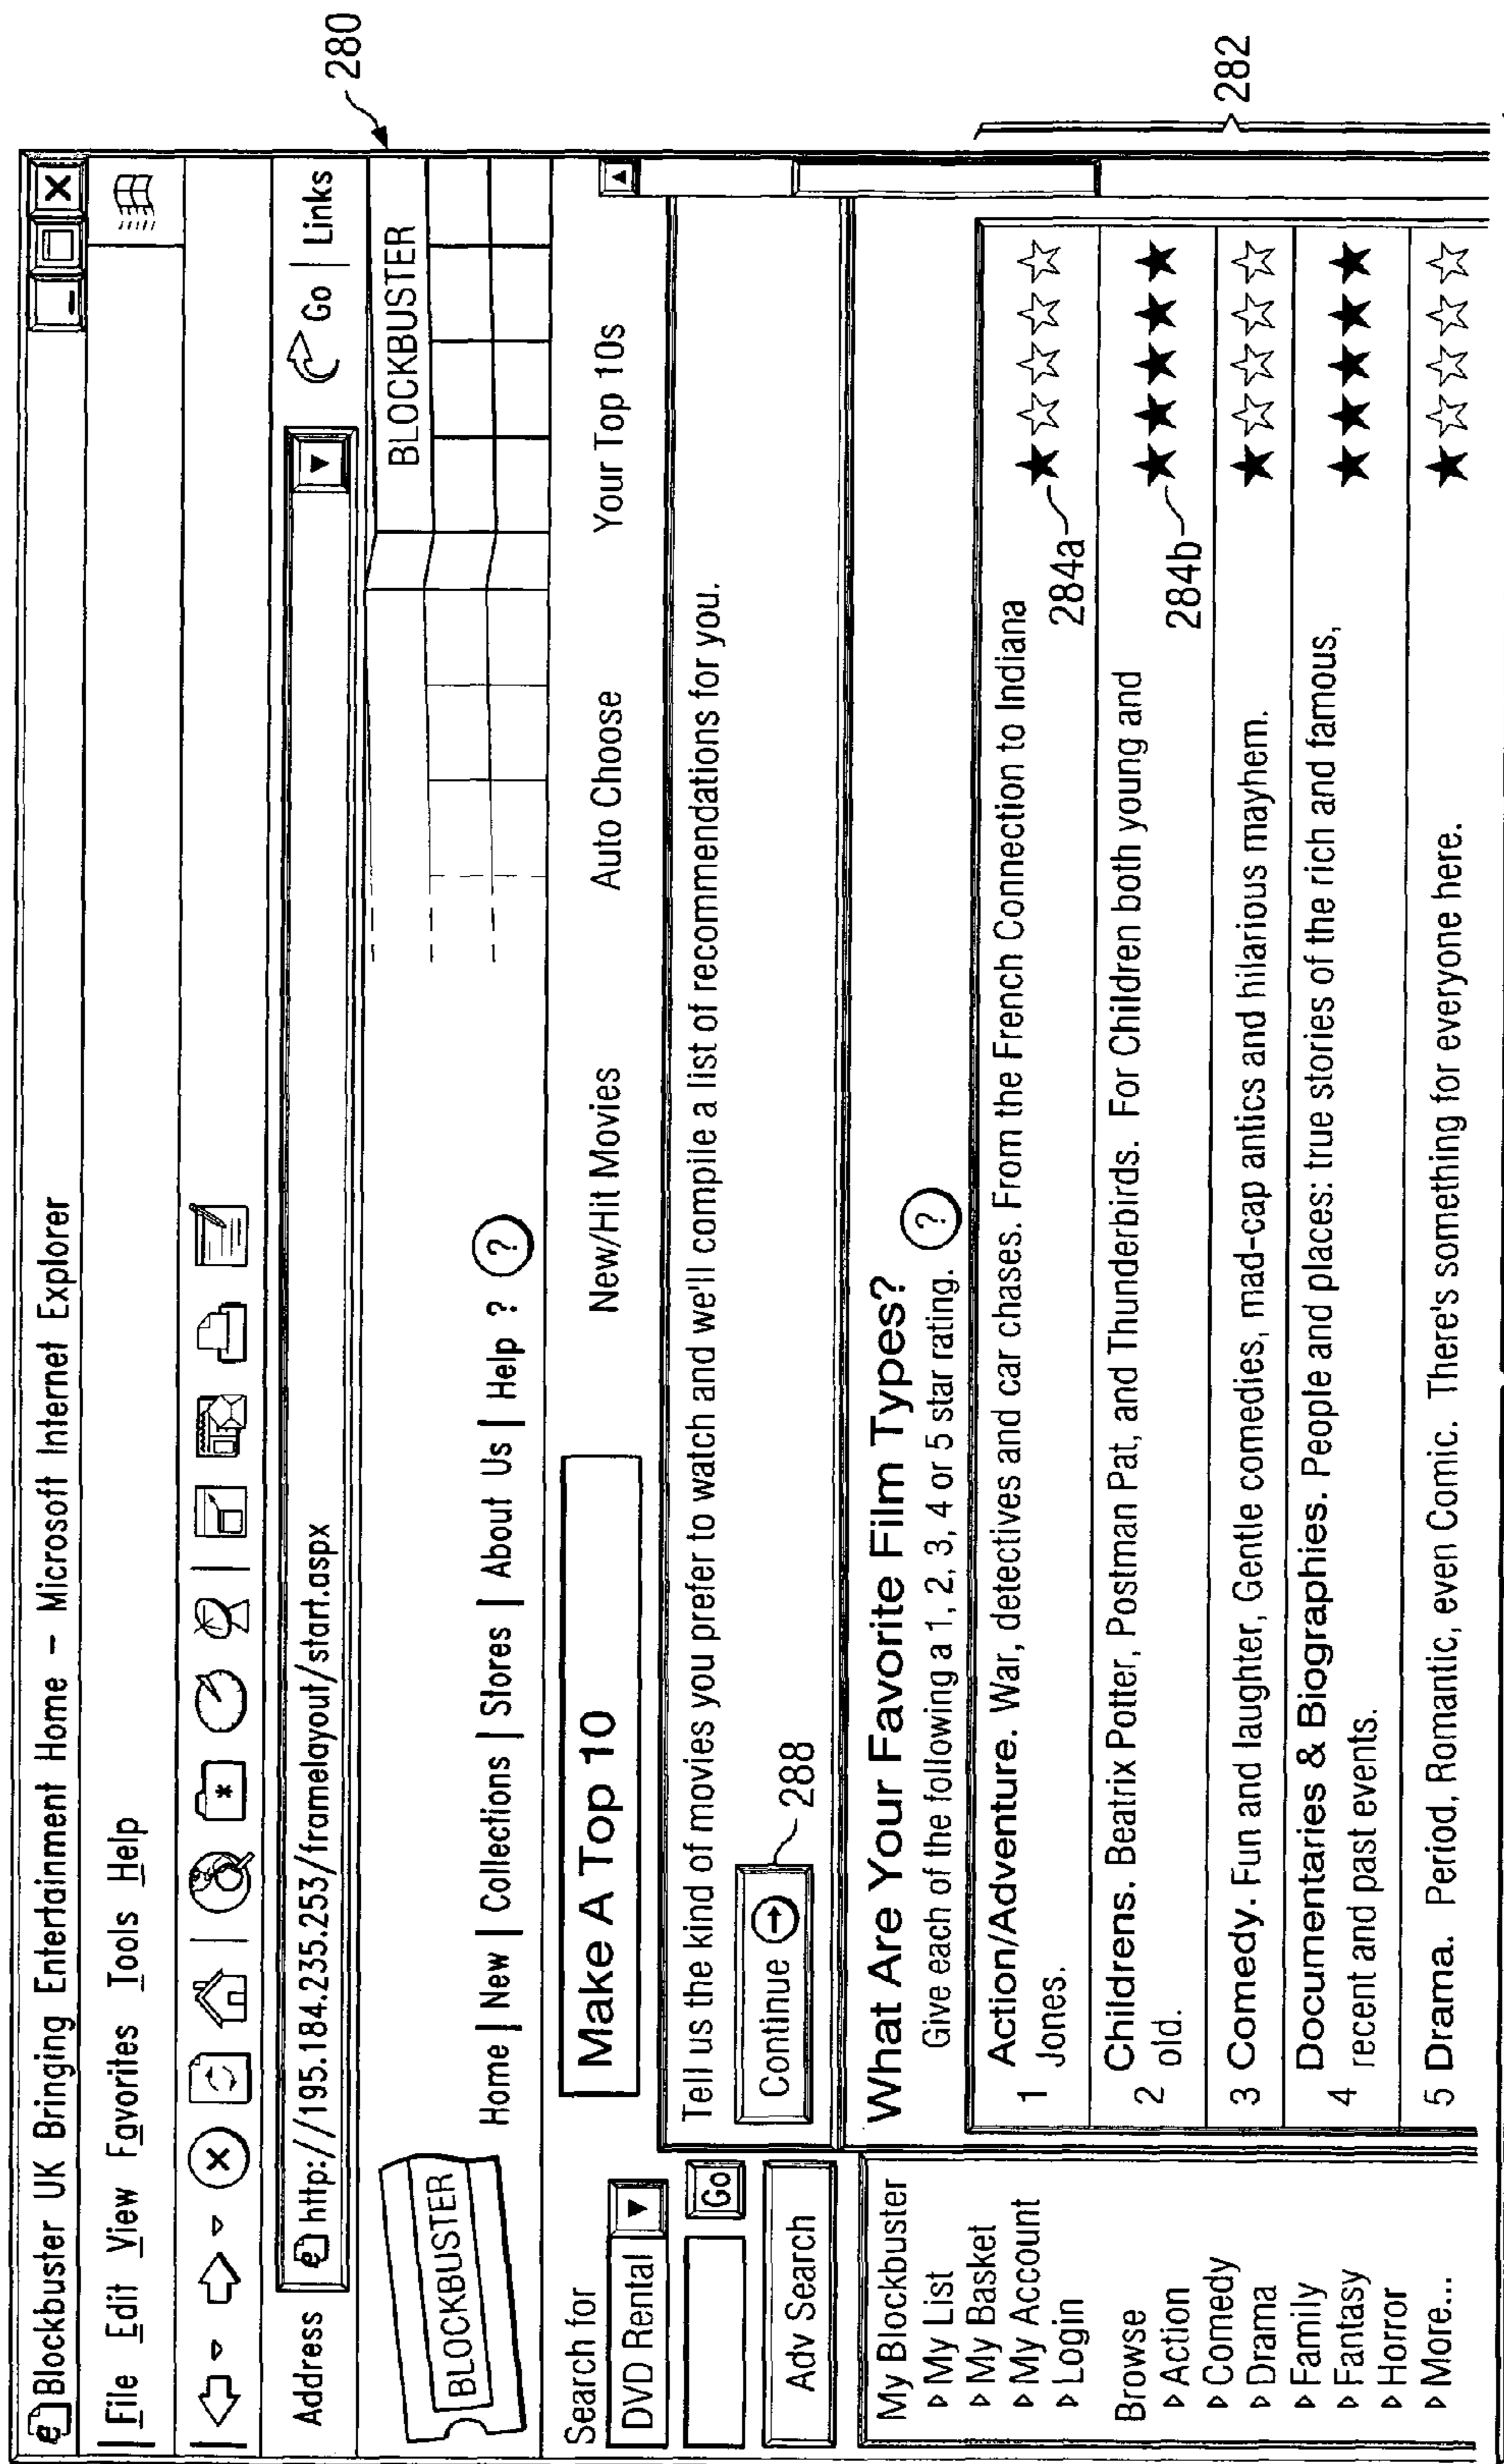 Blockbuster UK Bringing Entertainment Home – Microsoft Internet Explorer
File Edit View Favorites Tools Help
Address http://195.184.235.253/framelayout/start.aspx Go | Links
280
BLOCKBUSTER
BLOCKBUSTER
Home | New | Collections | Stores | About Us | Help ? ?
Search for
DVD Rental
Go
Adv Search
Make A Top 10 New/Hit Movies Auto Choose Your Top 10s
Tell us the kind of movies you prefer to watch and we'll compile a list of recommendations for you.
Continue
288
My Blockbuster
My List
My Basket
My Account
Login
Browse
Action
Comedy
Drama
Family
Fantasy
Horror
More...
What Are Your Favorite Film Types?
Give each of the following a 1, 2, 3, 4 or 5 star rating. ?
282
1 Action/Adventure. War, detectives and car chases. From the French Connection to Indiana
Jones.
284a
2 Childrens. Beatrix Potter, Postman Pat, and Thunderbirds. For Children both young and
old.
284b
3 Comedy. Fun and laughter, Gentle comedies, mad-cap antics and hilarious mayhem.
4 Documentaries & Biographies. People and places: true stories of the rich and famous,
recent and past events.
5 Drama. Period, Romantic, even Comic. There's something for everyone here.